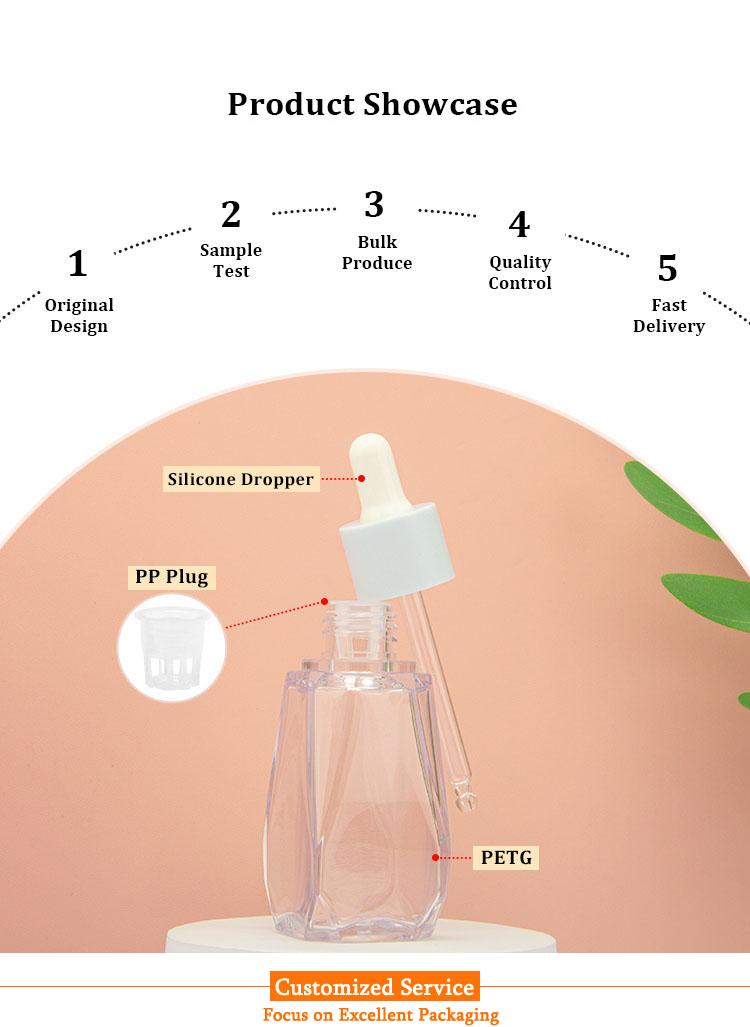 Product Showcase
1
Original
Design
2
Sample
Test
3
Bulk
Produce
4
Quality
Control
5
Fast
Delivery
Silicone Dropper
PP Plug
PETG
Customized Service
Focus on Excellent Packaging